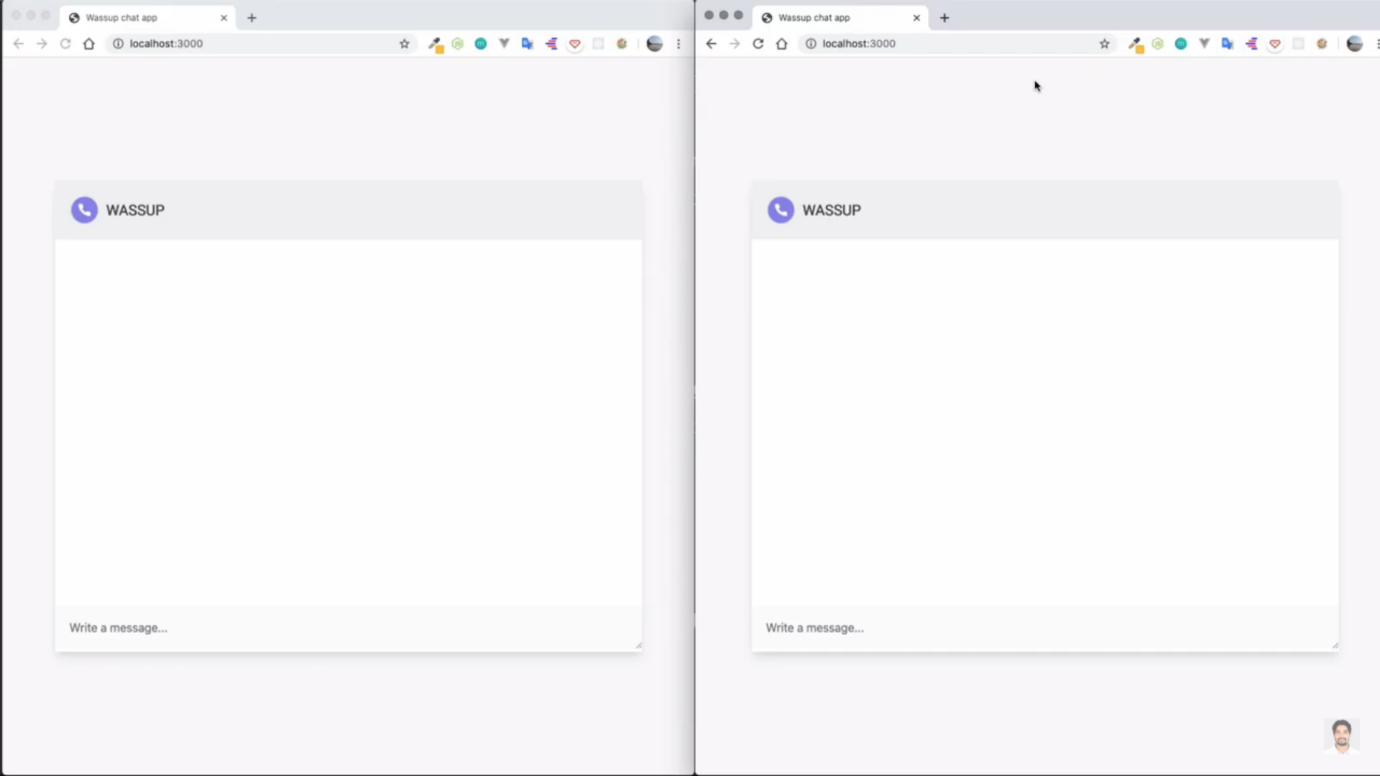 Wassup chat app
localhost:3000
WASSUP
Write a message...
Wassup chat app
localhost:3000
WASSUP
Write a message...